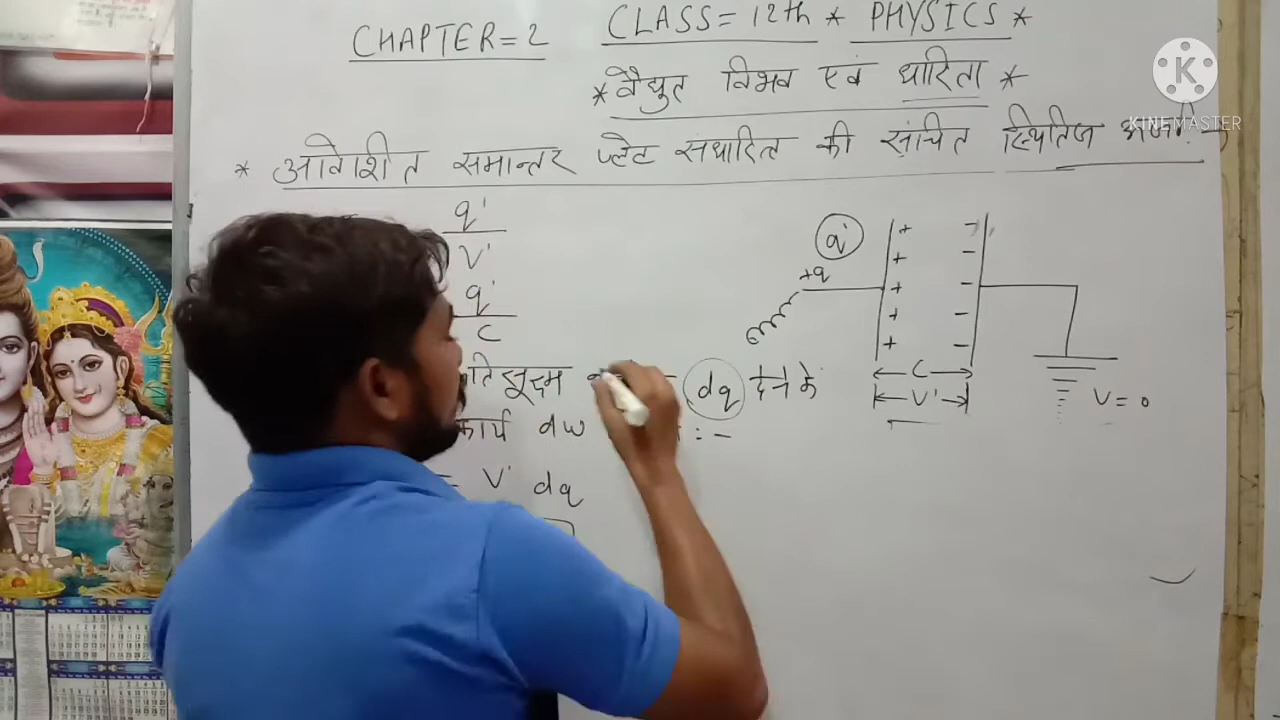 CHAPTER=2 CLASS=12th * PHYSICS *
* वैद्युत विभव एवं धारिता *
* आवेशीत समान्तर प्लेट संधारित्र की संचित स्थितिज
q'
V'
q'
C
सूक्ष्म dq देने के
कार्य dw :-
= V' dq
q'
+q
+ -
+ -
+ -
+ -
+ -
C
V'
V = 0
K
KINEMASTER